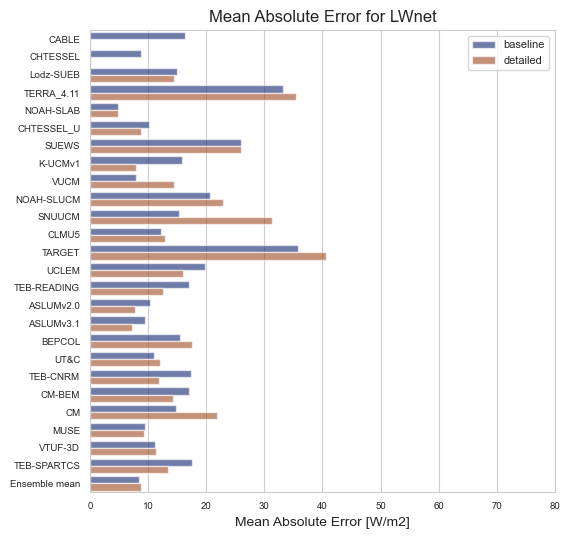 Mean Absolute Error for LWnet
baseline
detailed
CABLE
CHTESSEL
Lodz-SUEB
TERRA_4.11
NOAH-SLAB
CHTESSEL_U
SUEWS
K-UCMv1
VUCM
NOAH-SLUCM
SNUUCM
CLMU5
TARGET
UCLEM
TEB-READING
ASLUMv2.0
ASLUMv3.1
BEPCOL
UT&C
TEB-CNRM
CM-BEM
CM
MUSE
VTUF-3D
TEB-SPARTCS
Ensemble mean
0 10 20 30 40 50 60 70 80
Mean Absolute Error [W/m2]